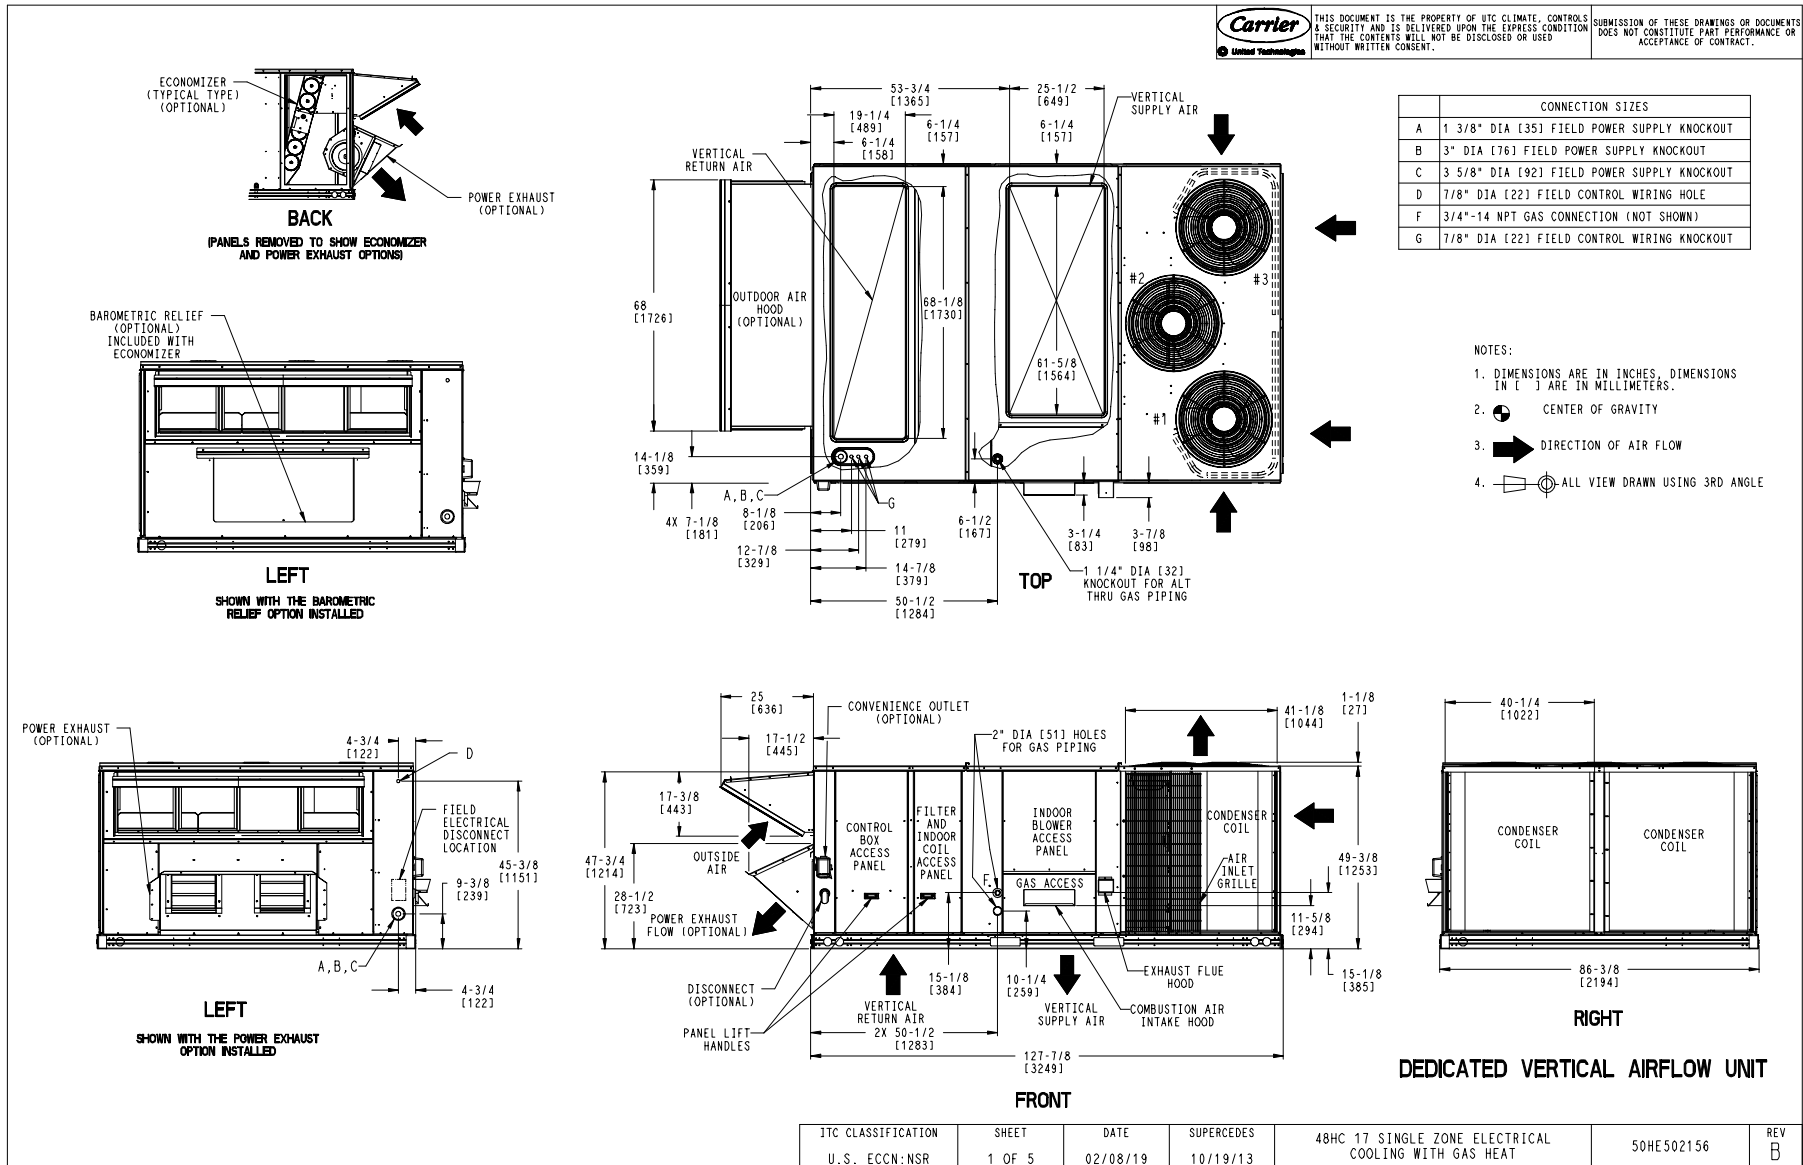 Carrier
United Technologies
THIS DOCUMENT IS THE PROPERTY OF UTC CLIMATE, CONTROLS
& SECURITY AND IS DELIVERED UPON THE EXPRESS CONDITION
THAT THE CONTENTS WILL NOT BE DISCLOSED OR USED
WITHOUT WRITTEN CONSENT.
SUBMISSION OF THESE DRAWINGS OR DOCUMENTS
DOES NOT CONSTITUTE PART PERFORMANCE OR
ACCEPTANCE OF CONTRACT.
ECONOMIZER
(TYPICAL TYPE)
(OPTIONAL)
POWER EXHAUST
(OPTIONAL)
BACK
(PANELS REMOVED TO SHOW ECONOMIZER
AND POWER EXHAUST OPTIONS)
BAROMETRIC RELIEF
(OPTIONAL)
INCLUDED WITH
ECONOMIZER
LEFT
SHOWN WITH THE BAROMETRIC
RELIEF OPTION INSTALLED
53-3/4
[1365]
25-1/2
[649]
VERTICAL
SUPPLY AIR
19-1/4
[489]
6-1/4
[158]
6-1/4
[157]
6-1/4
[157]
VERTICAL
RETURN AIR
68
[1726]
OUTDOOR AIR
HOOD
(OPTIONAL)
68-1/8
[1730]
61-5/8
[1564]
#2
#3
#1
14-1/8
[359]
A,B,C
G
4X 7-1/8
[181]
8-1/8
[206]
11
[279]
12-7/8
[329]
14-7/8
[379]
50-1/2
[1284]
6-1/2
[167]
3-1/4
[83]
3-7/8
[98]
1 1/4" DIA [32]
KNOCKOUT FOR ALT
THRU GAS PIPING
TOP
CONNECTION SIZES
A 1 3/8" DIA [35] FIELD POWER SUPPLY KNOCKOUT
B 3" DIA [76] FIELD POWER SUPPLY KNOCKOUT
C 3 5/8" DIA [92] FIELD POWER SUPPLY KNOCKOUT
D 7/8" DIA [22] FIELD CONTROL WIRING HOLE
F 3/4"-14 NPT GAS CONNECTION (NOT SHOWN)
G 7/8" DIA [22] FIELD CONTROL WIRING KNOCKOUT
NOTES:
1. DIMENSIONS ARE IN INCHES, DIMENSIONS
IN [ ] ARE IN MILLIMETERS.
2. CENTER OF GRAVITY
3. DIRECTION OF AIR FLOW
4. ALL VIEW DRAWN USING 3RD ANGLE
POWER EXHAUST
(OPTIONAL)
4-3/4
[122]
D
FIELD
ELECTRICAL
DISCONNECT
LOCATION
45-3/8
[1151]
9-3/8
[239]
A,B,C
4-3/4
[122]
LEFT
SHOWN WITH THE POWER EXHAUST
OPTION INSTALLED
25
[636]
17-1/2
[445]
CONVENIENCE OUTLET
(OPTIONAL)
2" DIA [51] HOLES
FOR GAS PIPING
41-1/8
[1044]
1-1/8
[27]
17-3/8
[443]
47-3/4
[1214]
28-1/2
[723]
OUTSIDE
AIR
POWER EXHAUST
FLOW (OPTIONAL)
CONTROL
BOX
ACCESS
PANEL
FILTER
AND
INDOOR
COIL
ACCESS
PANEL
INDOOR
BLOWER
ACCESS
PANEL
F
GAS ACCESS
CONDENSER
COIL
AIR
INLET
GRILLE
49-3/8
[1253]
11-5/8
[294]
15-1/8
[385]
DISCONNECT
(OPTIONAL)
PANEL LIFT
HANDLES
VERTICAL
RETURN AIR
15-1/8
[384]
10-1/4
[259]
VERTICAL
SUPPLY AIR
EXHAUST FLUE
HOOD
COMBUSTION AIR
INTAKE HOOD
2X 50-1/2
[1283]
127-7/8
[3249]
FRONT
40-1/4
[1022]
CONDENSER
COIL
CONDENSER
COIL
86-3/8
[2194]
RIGHT
DEDICATED VERTICAL AIRFLOW UNIT
ITC CLASSIFICATION
U.S. ECCN:NSR
SHEET
1 OF 5
DATE
02/08/19
SUPERCEDES
10/19/13
48HC 17 SINGLE ZONE ELECTRICAL
COOLING WITH GAS HEAT
50HE502156
REV
B